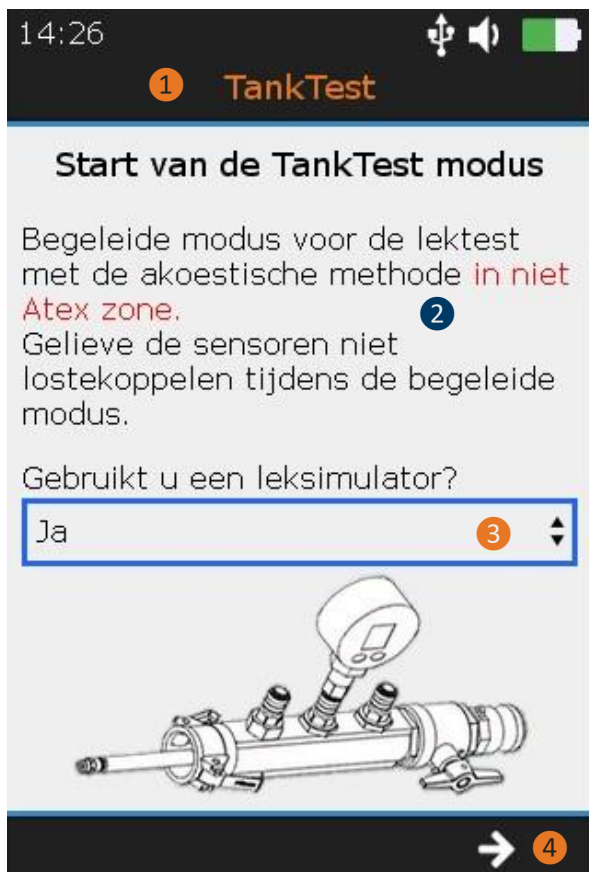 14:26
1 TankTest
Start van de TankTest modus
Begeleide modus voor de lektest
met de akoestische methode in niet
Atex zone. 2
Gelieve de sensoren niet
lostekoppelen tijdens de begeleide
modus.
Gebruikt u een leksimulator?
Ja 3
4